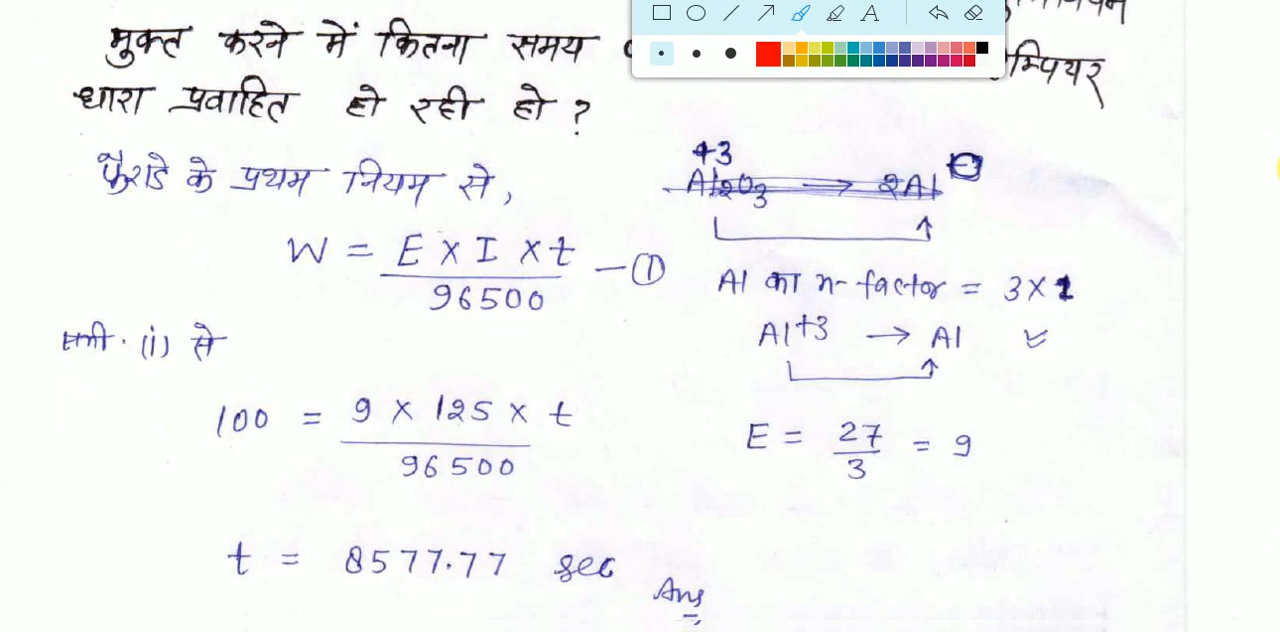 मुक्त करने में कितना समय
धारा प्रवाहित हो रही हो ?
फैराडे के प्रथम नियम से,
+3 0
Al2O3 → 2Al
W = E X I X t / 96500 — ①
Al का n- factor = 3 X 1
समी. (i) से
Al+3 → Al
100 = 9 X 125 X t / 96500
E = 27 / 3 = 9
t = 8577.77 sec
Ans